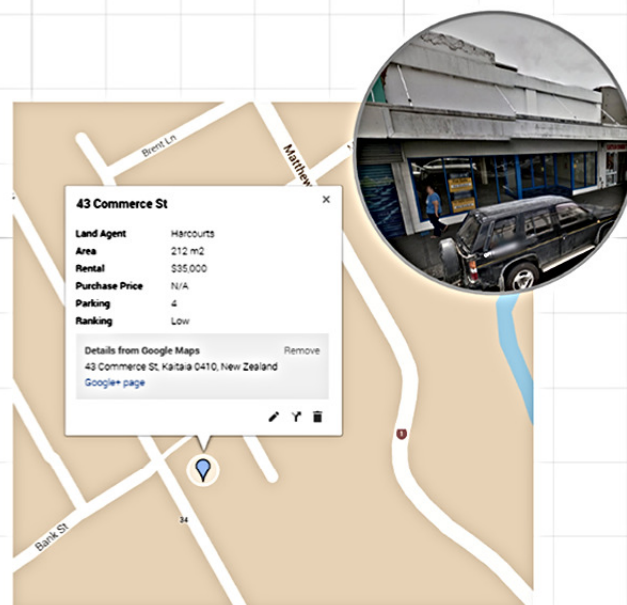 Brent Ln
Matthew
43 Commerce St
Land Agent Harcourts
Area 212 m2
Rental $35,000
Purchase Price N/A
Parking 4
Ranking Low
Details from Google Maps Remove
43 Commerce St, Kaitaia 0410, New Zealand
Google+ page
1
34
Bank St